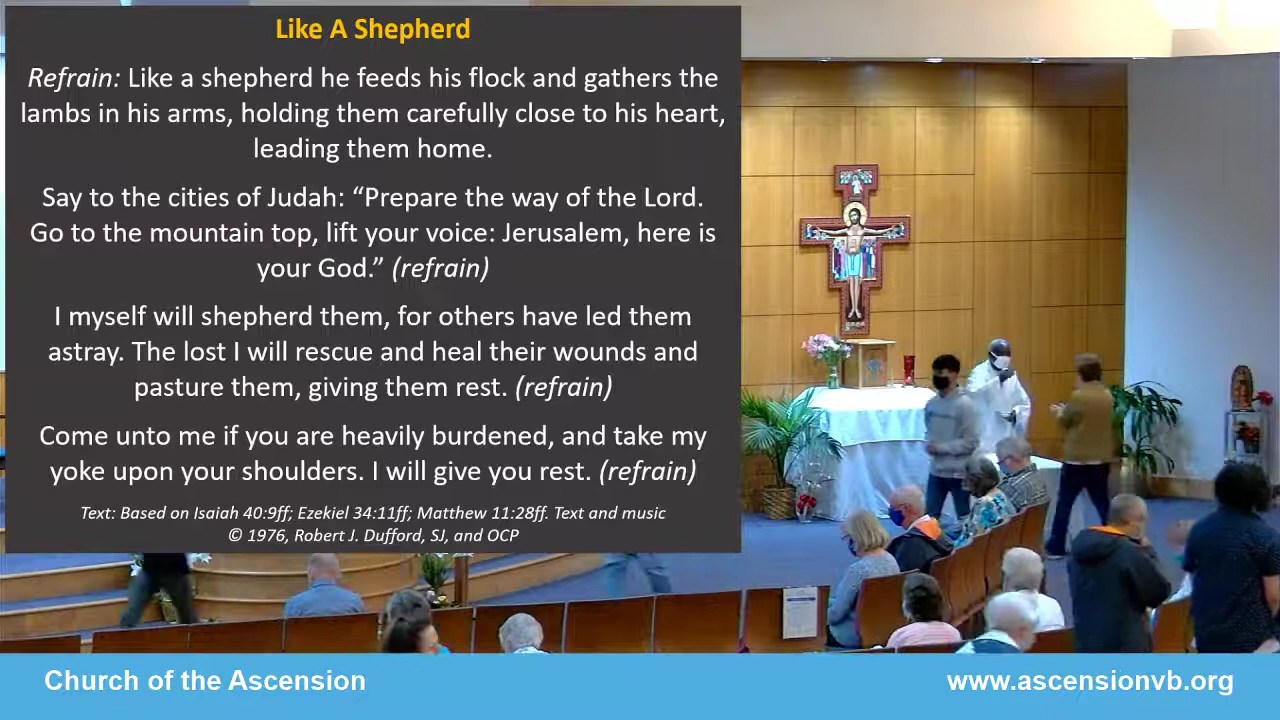 Like A Shepherd
Refrain: Like a shepherd he feeds his flock and gathers the
lambs in his arms, holding them carefully close to his heart,
leading them home.
Say to the cities of Judah: “Prepare the way of the Lord.
Go to the mountain top, lift your voice: Jerusalem, here is
your God.” (refrain)
I myself will shepherd them, for others have led them
astray. The lost I will rescue and heal their wounds and
pasture them, giving them rest. (refrain)
Come unto me if you are heavily burdened, and take my
yoke upon your shoulders. I will give you rest. (refrain)
Text: Based on Isaiah 40:9ff; Ezekiel 34:11ff; Matthew 11:28ff. Text and music
© 1976, Robert J. Dufford, SJ, and OCP
Church of the Ascension
www.ascensionvb.org